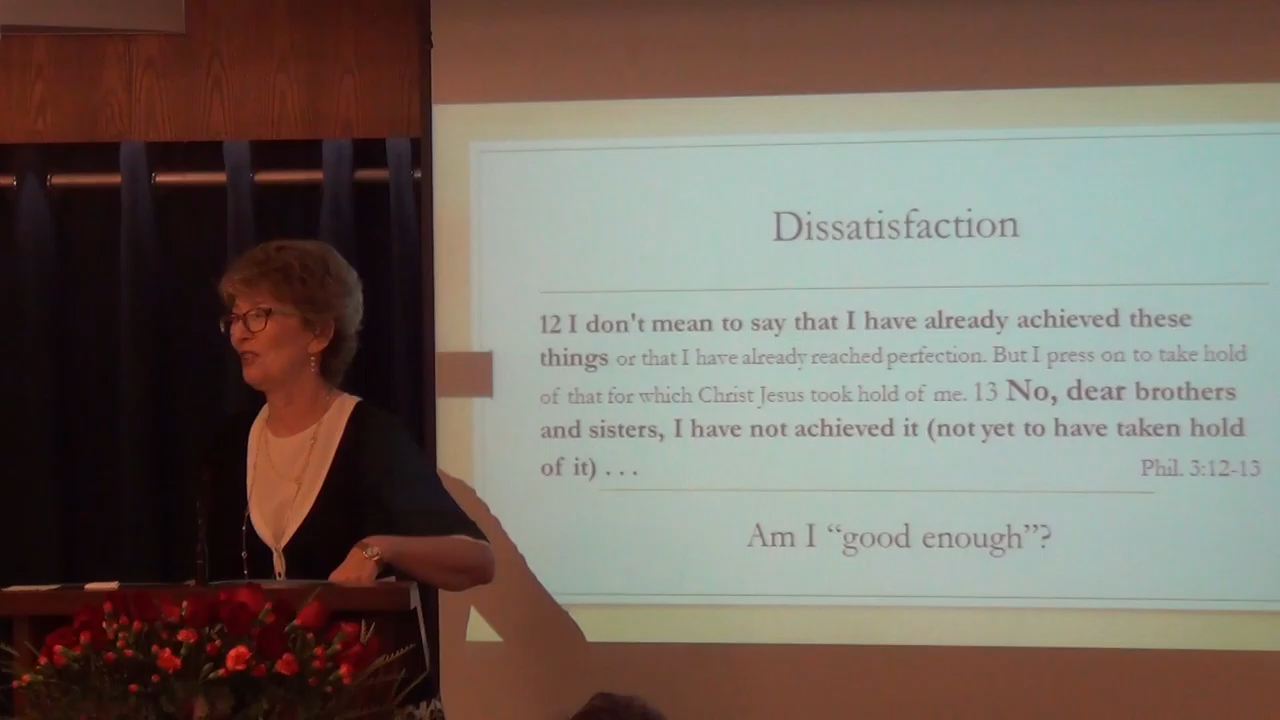 Dissatisfaction
12 I don't mean to say that I have already achieved these
things or that I have already reached perfection. But I press on to take hold
of that for which Christ Jesus took hold of me. 13 No, dear brothers
and sisters, I have not achieved it (not yet to have taken hold
of it) . . .
Phil. 3:12-13
Am I “good enough”?